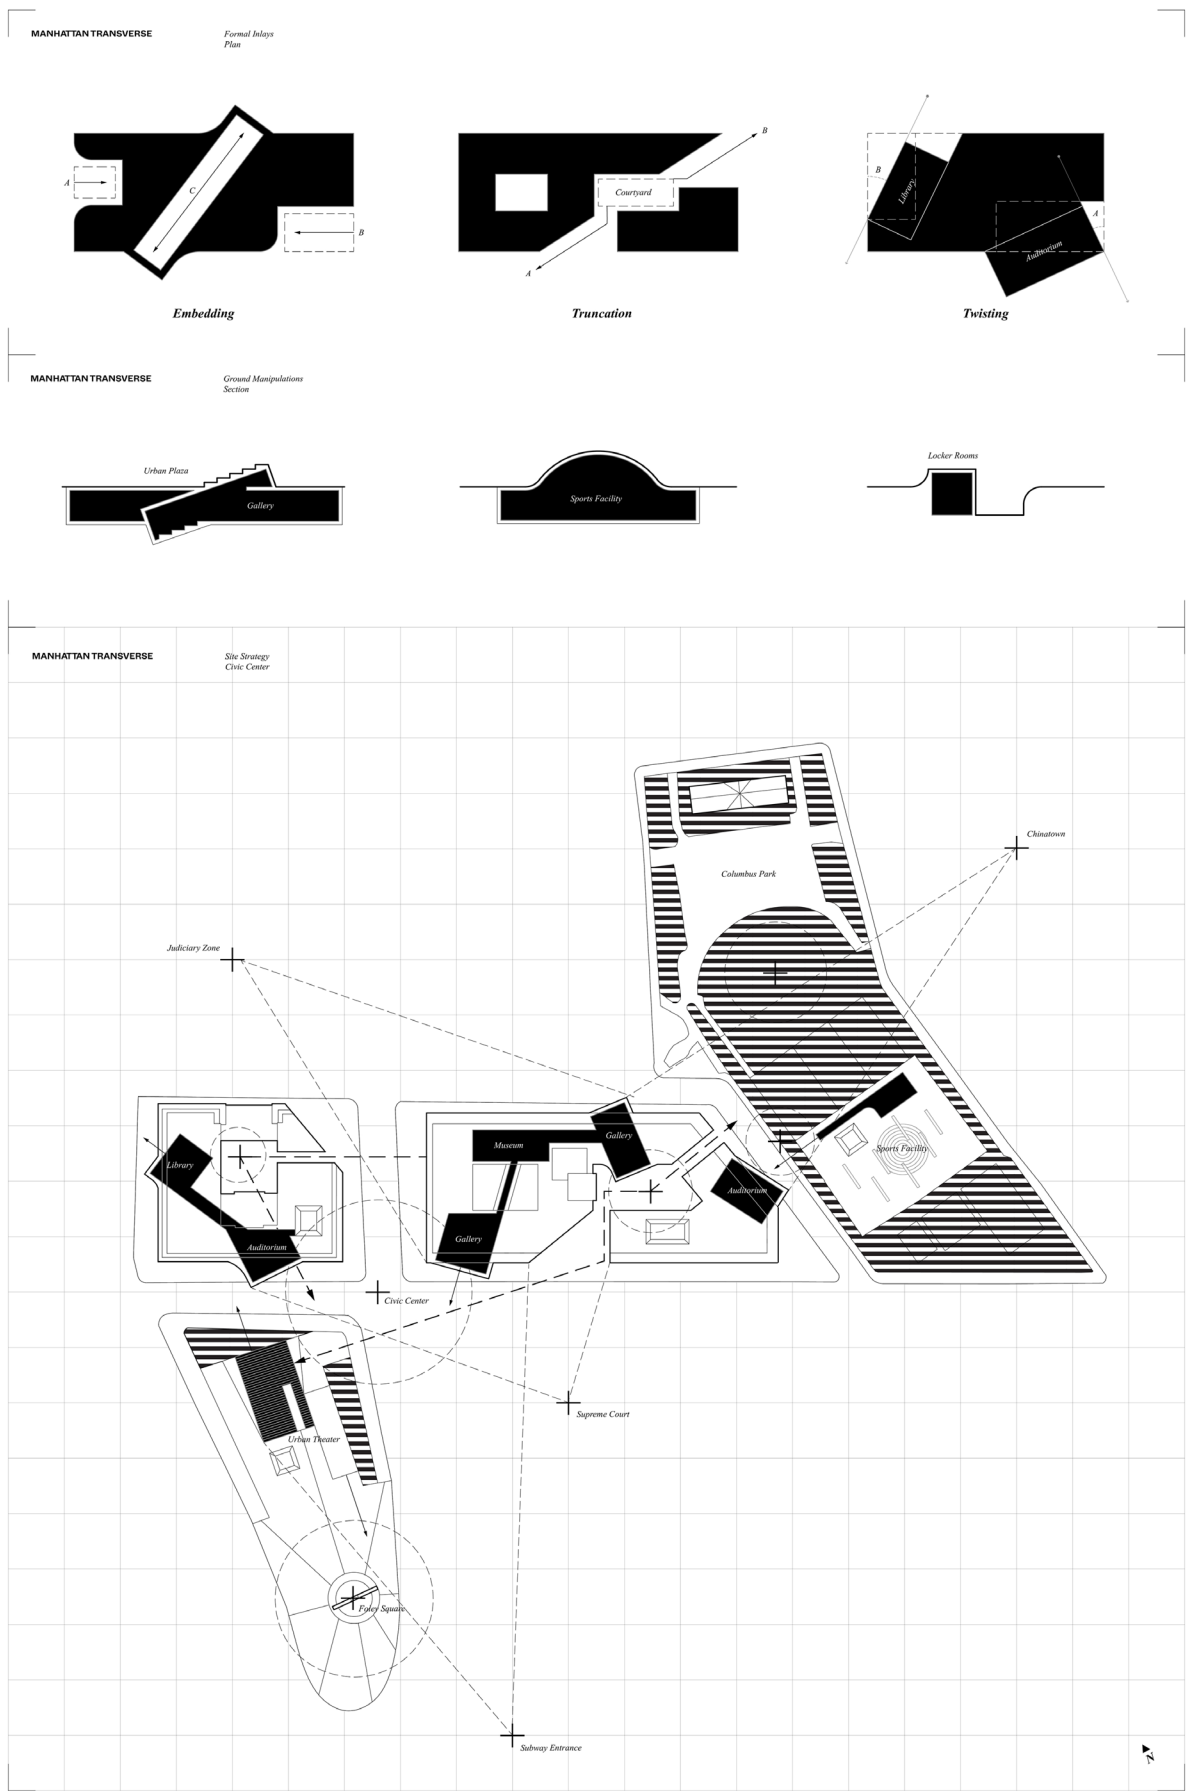 MANHATTAN TRANSVERSE
Formal Inlays
Plan
A
C
B
Courtyard
B
A
B
Library
A
Auditorium
Embedding
Truncation
Twisting
MANHATTAN TRANSVERSE
Ground Manipulations
Section
Urban Plaza
Gallery
Sports Facility
Locker Rooms
MANHATTAN TRANSVERSE
Site Strategy
Civic Center
Chinatown
Columbus Park
Judiciary Zone
Gallery
Museum
Sports Facility
Library
Auditorium
Gallery
Auditorium
Civic Center
Supreme Court
Urban Theater
Foley Square
Subway Entrance
N